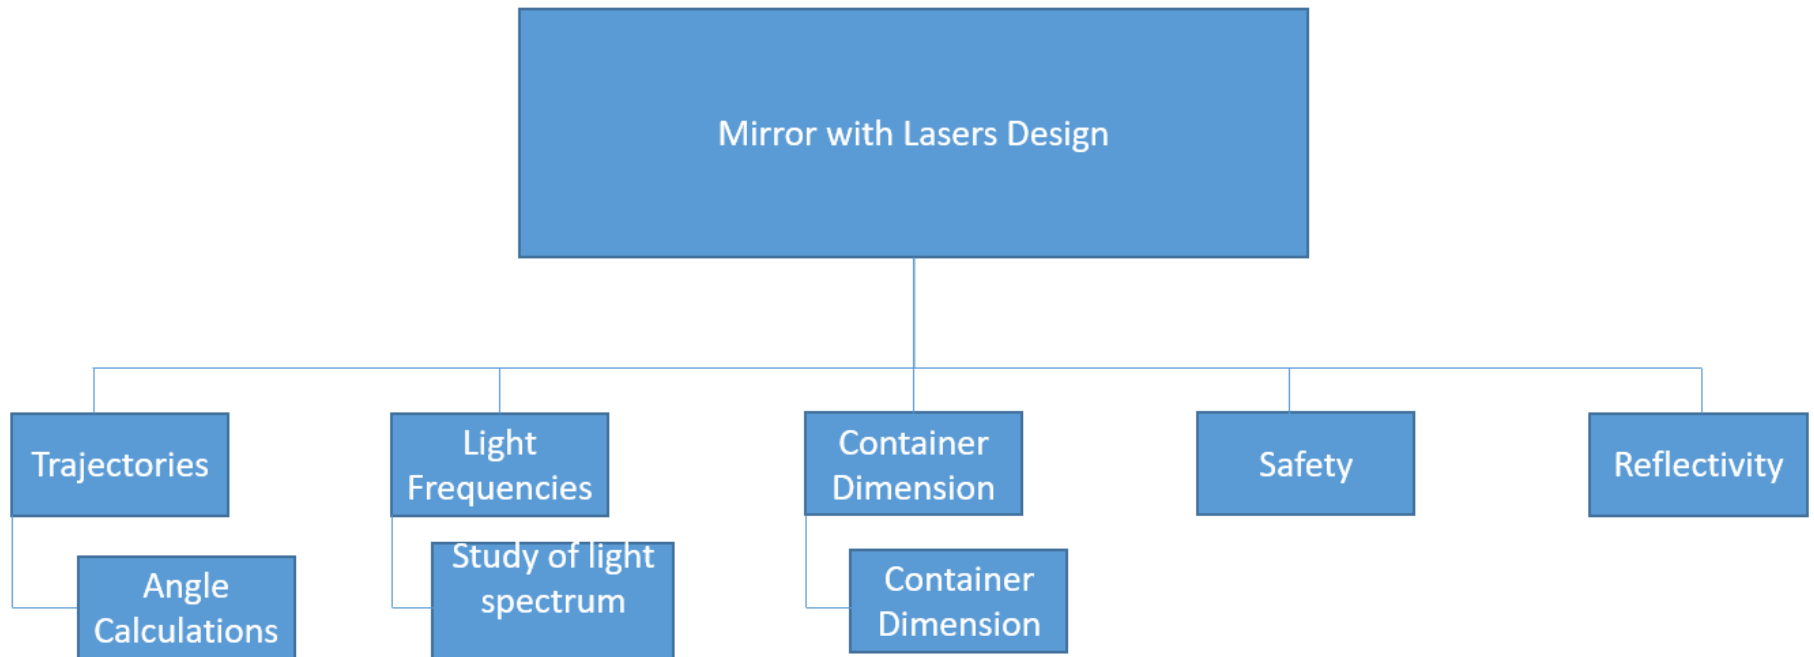 Mirror with Lasers Design
Trajectories
Light
Frequencies
Container
Dimension
Safety
Reflectivity
Angle
Calculations
Study of light
spectrum
Container
Dimension